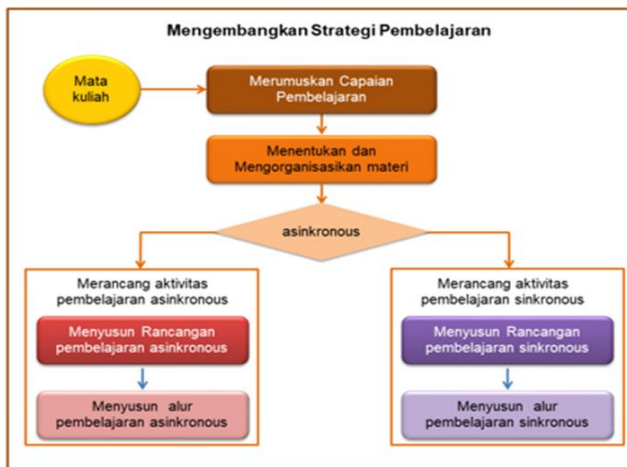 Mengembangkan Strategi Pembelajaran
Mata
kuliah
Merumuskan Capaian
Pembelajaran
Menentukan dan
Mengorganisasikan materi
asinkronous
Merancang aktivitas
pembelajaran asinkronous
Menyusun Rancangan
pembelajaran asinkronous
Menyusun alur
pembelajaran asinkronous
Merancang aktivitas
pembelajaran sinkronous
Menyusun Rancangan
pembelajaran sinkronous
Menyusun alur
pembelajaran sinkronous